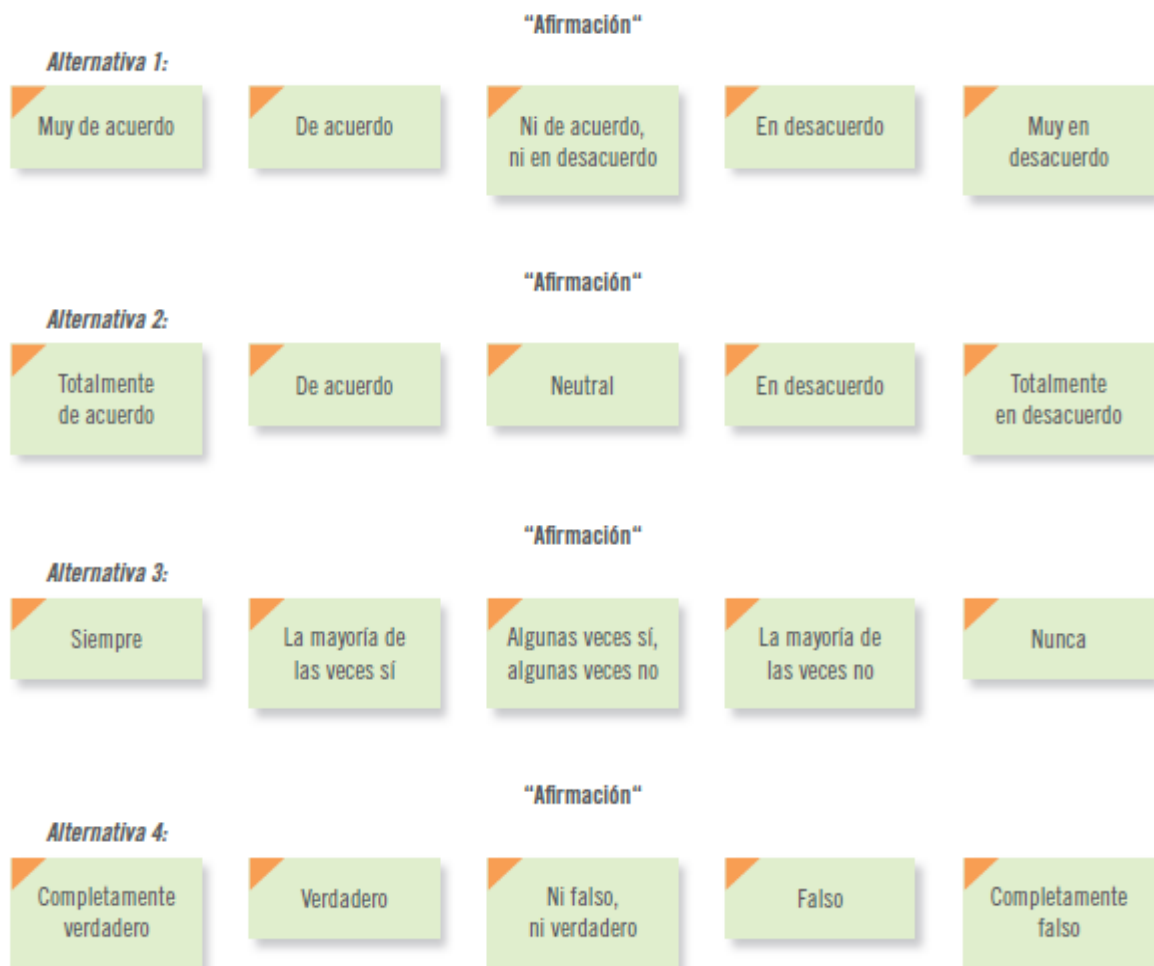 “Afirmación“
Alternativa 1:
Muy de acuerdo
De acuerdo
Ni de acuerdo,
ni en desacuerdo
En desacuerdo
Muy en
desacuerdo
“Afirmación“
Alternativa 2:
Totalmente
de acuerdo
De acuerdo
Neutral
En desacuerdo
Totalmente
en desacuerdo
“Afirmación“
Alternativa 3:
Siempre
La mayoría de
las veces sí
Algunas veces sí,
algunas veces no
La mayoría de
las veces no
Nunca
“Afirmación“
Alternativa 4:
Completamente
verdadero
Verdadero
Ni falso,
ni verdadero
Falso
Completamente
falso